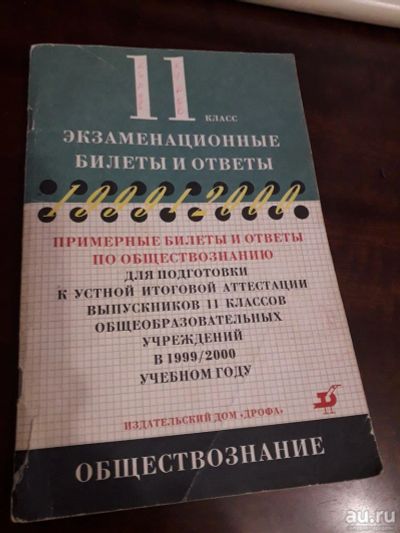 11
КЛАСС
ЭКЗАМЕНАЦИОННЫЕ
БИЛЕТЫ И ОТВЕТЫ
1999/2000
ПРИМЕРНЫЕ БИЛЕТЫ И ОТВЕТЫ
ПО ОБЩЕСТВОЗНАНИЮ
ДЛЯ ПОДГОТОВКИ
К УСТНОЙ ИТОГОВОЙ АТТЕСТАЦИИ
ВЫПУСКНИКОВ 11 КЛАССОВ
ОБЩЕОБРАЗОВАТЕЛЬНЫХ
УЧРЕЖДЕНИЙ
В 1999/2000
УЧЕБНОМ ГОДУ
ИЗДАТЕЛЬСКИЙ ДОМ «ДРОФА»
ОБЩЕСТВОЗНАНИЕ
au.ru